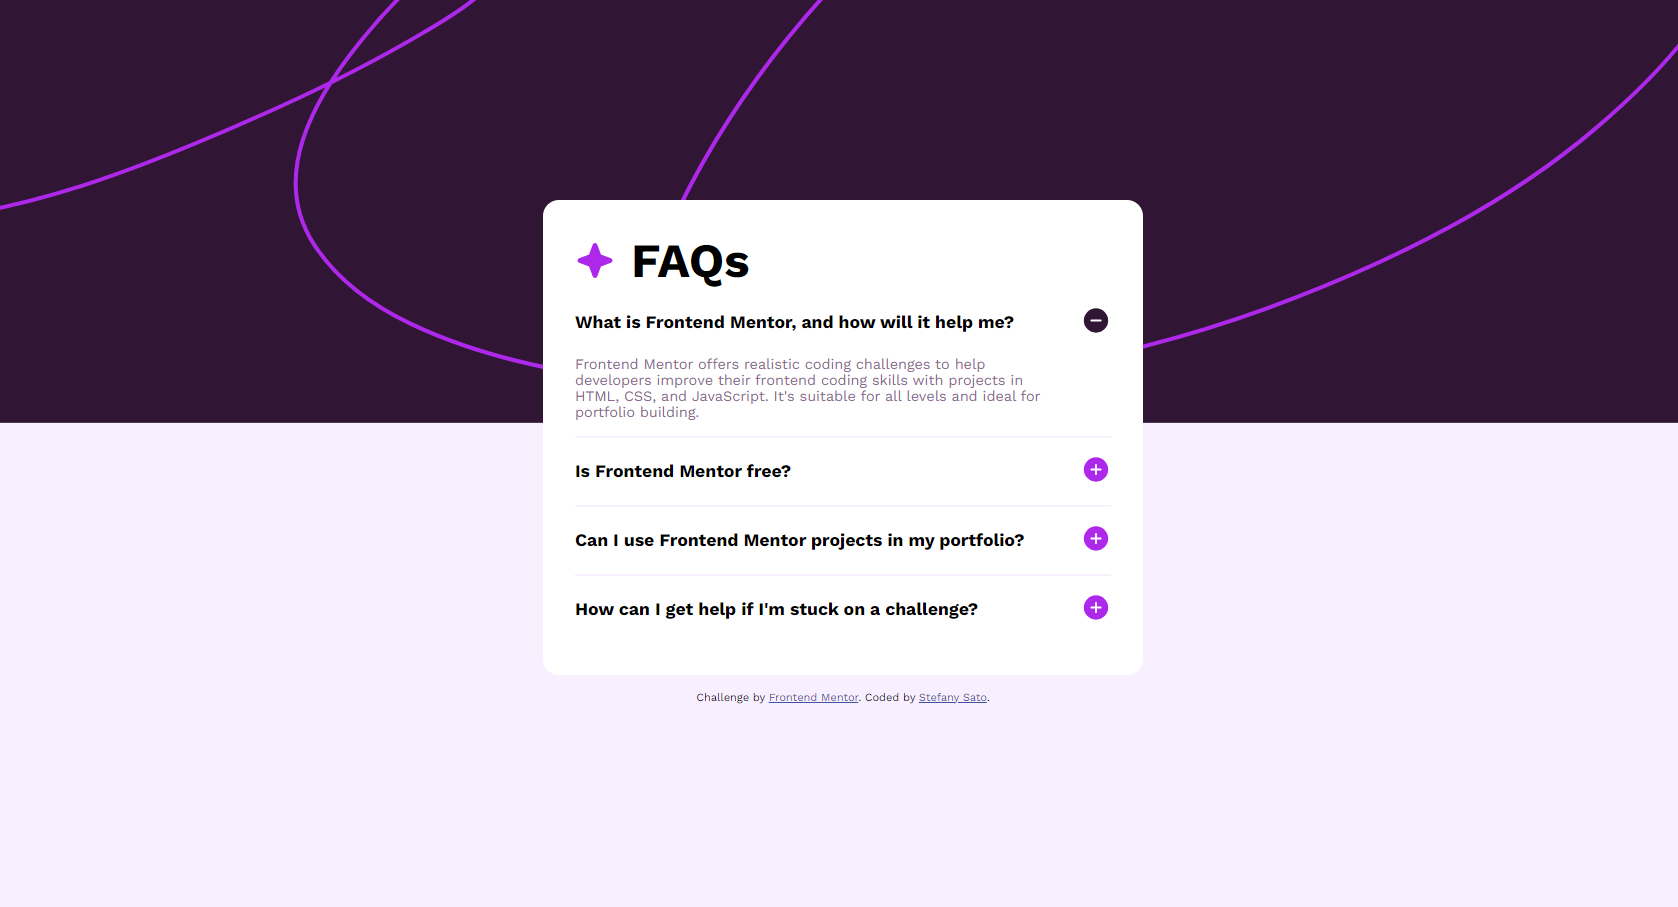 FAQs
What is Frontend Mentor, and how will it help me?
Frontend Mentor offers realistic coding challenges to help
developers improve their frontend coding skills with projects in
HTML, CSS, and JavaScript. It's suitable for all levels and ideal for
portfolio building.
Is Frontend Mentor free?
Can I use Frontend Mentor projects in my portfolio?
How can I get help if I'm stuck on a challenge?
Challenge by Frontend Mentor. Coded by Stefany Sato.